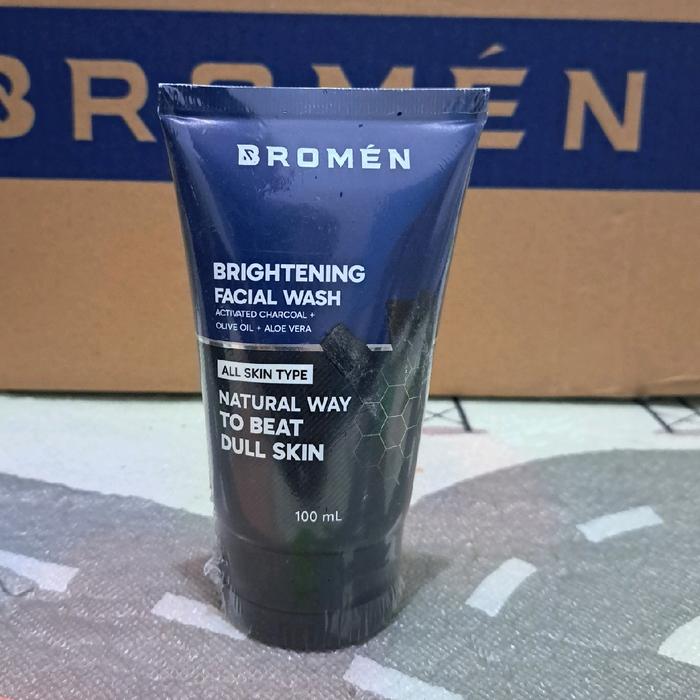 BROMÉN
BROMÉN
BRIGHTENING
FACIAL WASH
ACTIVATED CHARCOAL +
OLIVE OIL + ALOE VERA
ALL SKIN TYPE
NATURAL WAY
TO BEAT
DULL SKIN
100 mL